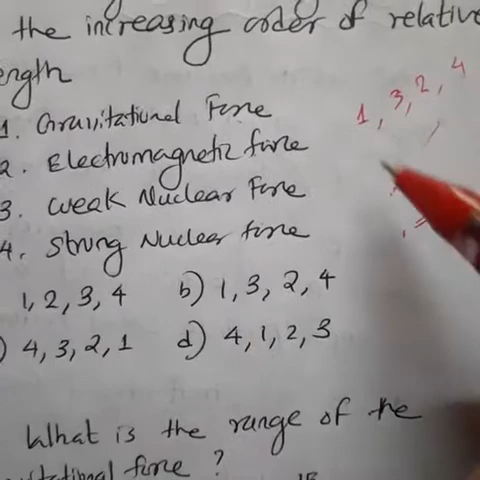 the increasing order of relative
ength
1. Gravitational Force
1, 3, 2, 4
2. Electromagnetic force
3. Weak Nuclear Force
4. Strong Nuclear force
1, 2, 3, 4 b) 1, 3, 2, 4
) 4, 3, 2, 1 d) 4, 1, 2, 3
What is the range of the
force ?